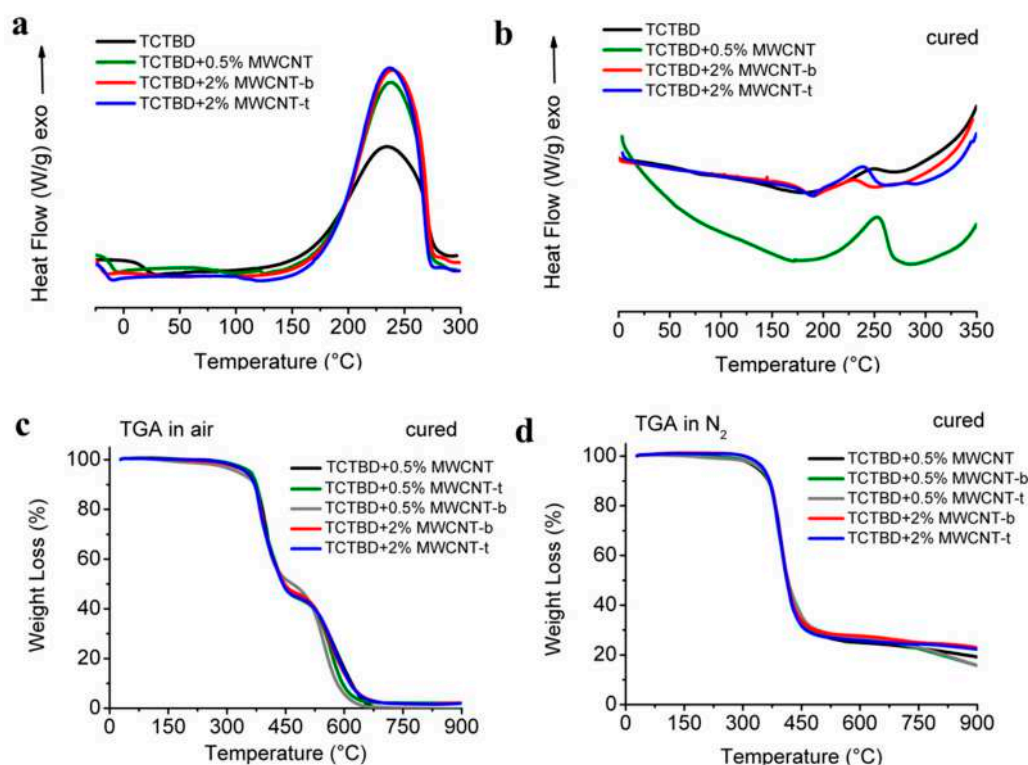 a
Heat Flow (W/g) exo
TCTBD
TCTBD+0.5% MWCNT
TCTBD+2% MWCNT-b
TCTBD+2% MWCNT-t
0 50 100 150 200 250 300
Temperature (°C)
b
cured
Heat Flow (W/g) exo
TCTBD
TCTBD+0.5% MWCNT
TCTBD+2% MWCNT-b
TCTBD+2% MWCNT-t
0 50 100 150 200 250 300 350
Temperature (°C)
c
TGA in air
cured
Weight Loss (%)
100
80
60
40
20
0
TCTBD+0.5% MWCNT
TCTBD+0.5% MWCNT-t
TCTBD+0.5% MWCNT-b
TCTBD+2% MWCNT-b
TCTBD+2% MWCNT-t
0 150 300 450 600 750 900
Temperature (°C)
d
TGA in N2
cured
Weight Loss (%)
100
80
60
40
20
0
TCTBD+0.5% MWCNT
TCTBD+0.5% MWCNT-b
TCTBD+0.5% MWCNT-t
TCTBD+2% MWCNT-b
TCTBD+2% MWCNT-t
0 150 300 450 600 750 900
Temperature (°C)